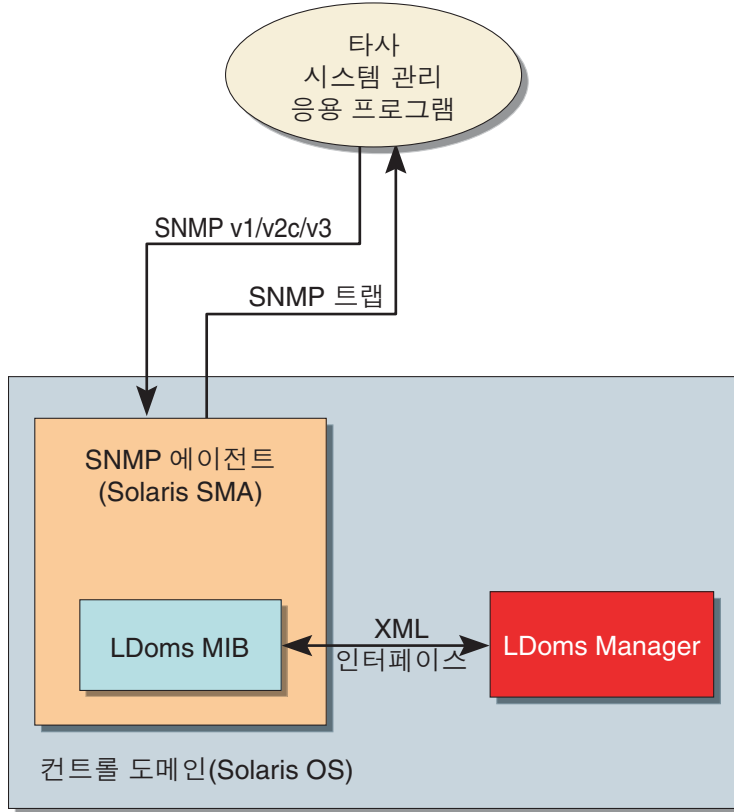 타사
시스템 관리
응용 프로그램
SNMP v1/v2c/v3
SNMP 트랩
SNMP 에이전트
(Solaris SMA)
LDoms MIB
XML
인터페이스
LDoms Manager
컨트롤 도메인(Solaris OS)